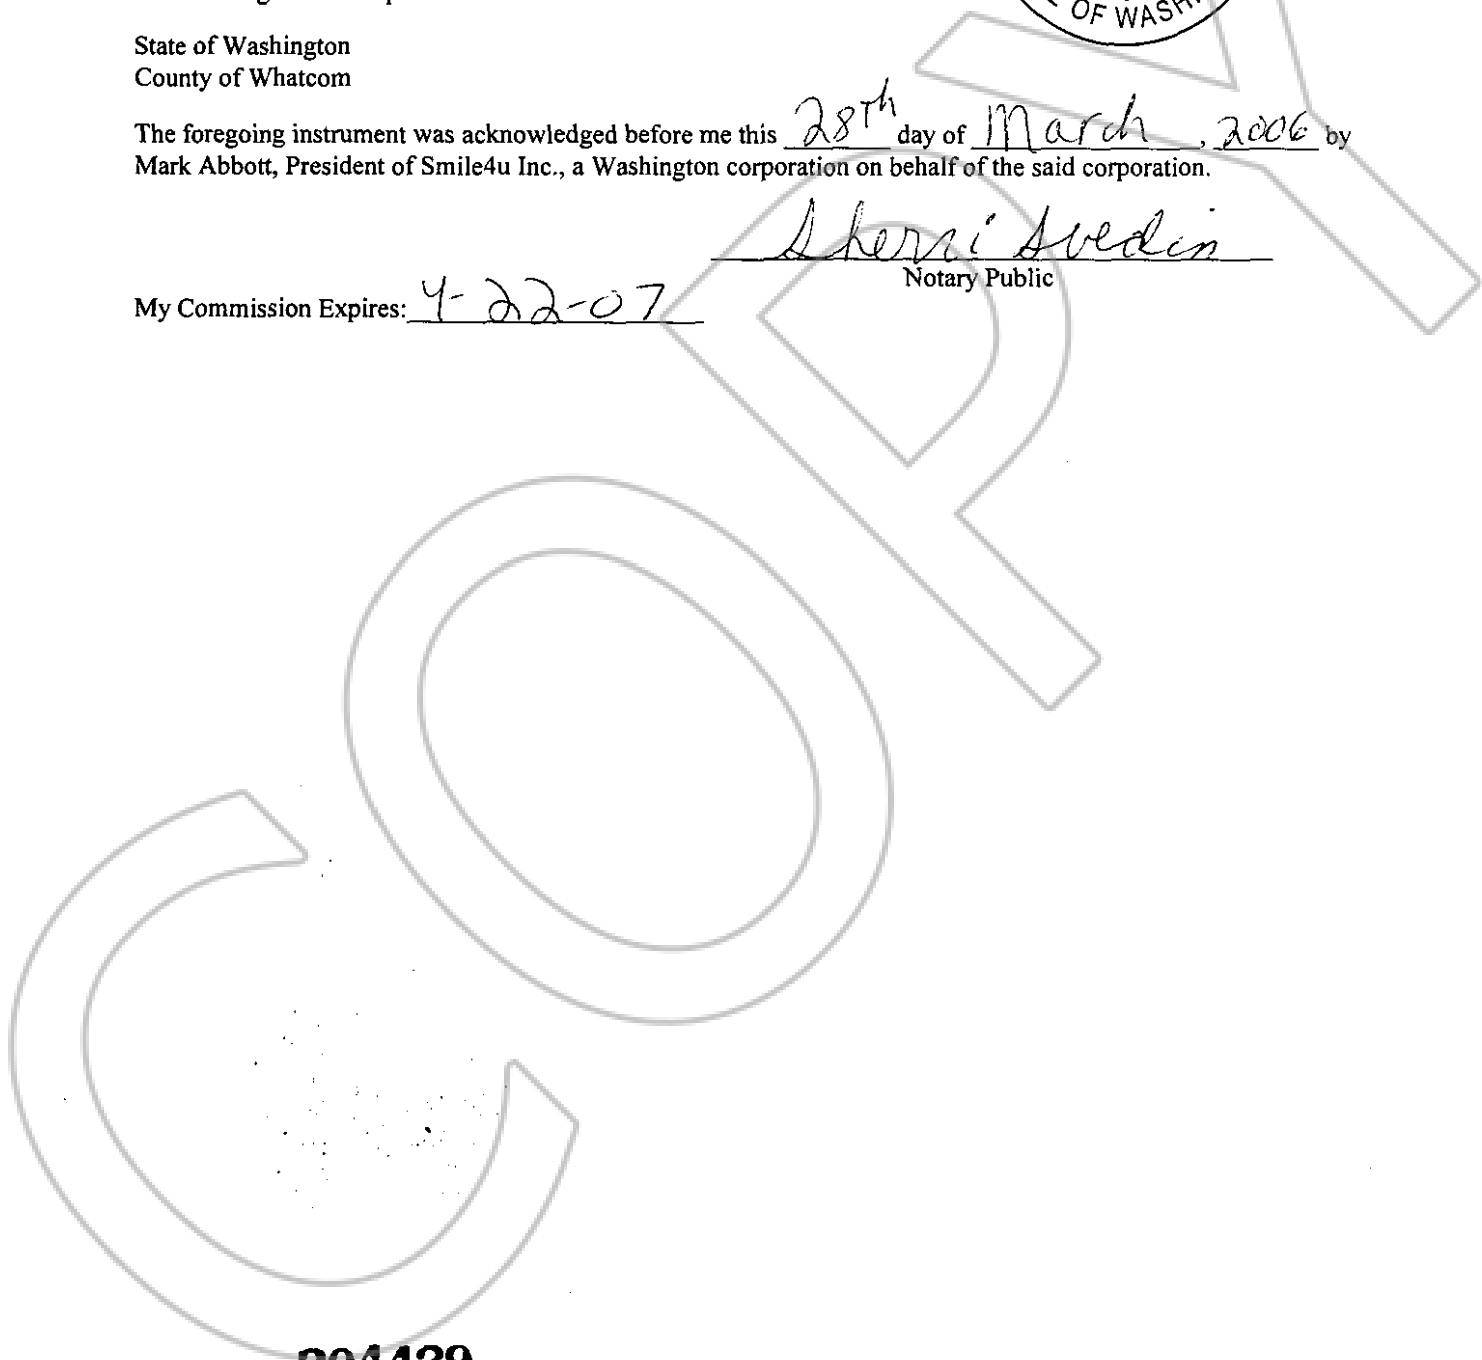 OF WASHI
State of Washington
County of Whatcom
The foregoing instrument was acknowledged before me this 28Th day of March, 2006 by
Mark Abbott, President of Smile4u Inc., a Washington corporation on behalf of the said corporation.
Sherri Svedin
Notary Public
My Commission Expires: 4-22-07
COPY